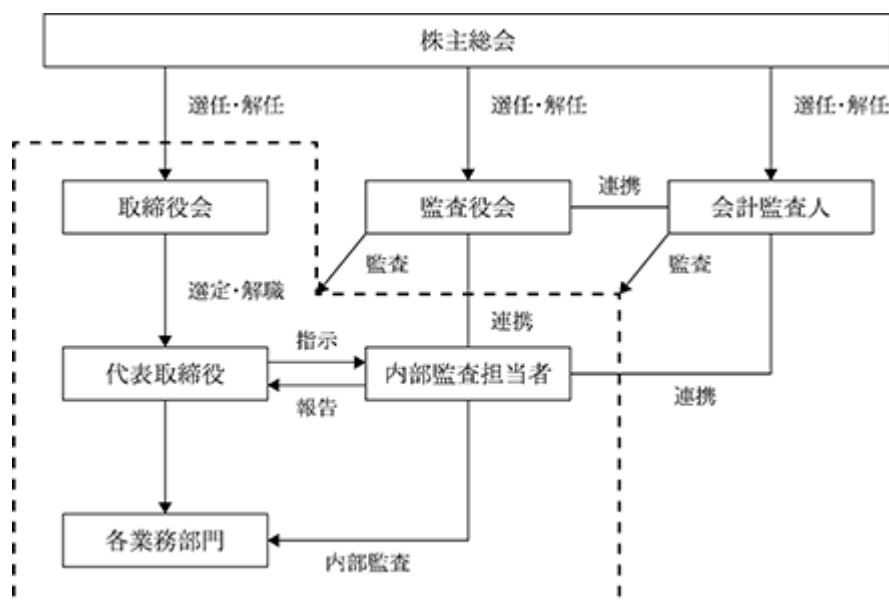 株主総会
選任・解任
選任・解任
選任・解任
取締役会
監査役会
連携
会計監査人
監査
監査
選定・解職
連携
指示
代表取締役
内部監査担当者
報告
連携
各業務部門
内部監査